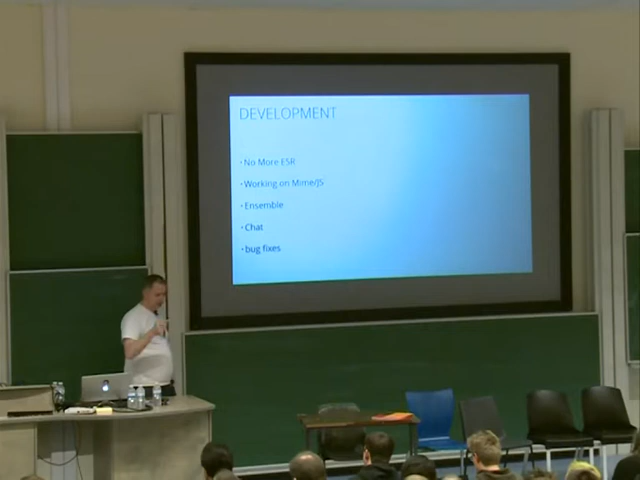 DEVELOPMENT
• No More ESR
• Working on Mime/JS
• Ensemble
• Chat
• bug fixes